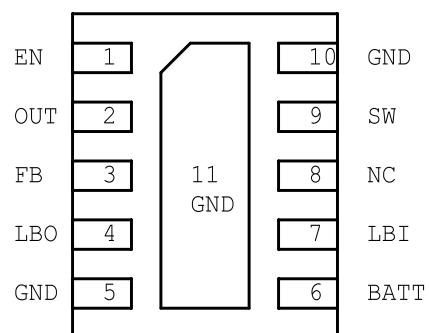 EN 1 10 GND
OUT 2 9 SW
FB 3 11 8 NC
GND
LBO 4 7 LBI
GND 5 6 BATT